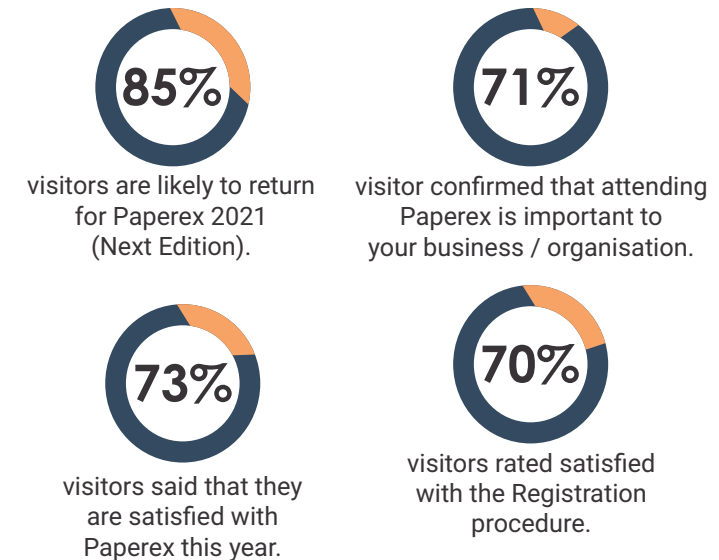 85%
visitors are likely to return
for Paperex 2021
(Next Edition).
71%
visitor confirmed that attending
Paperex is important to
your business / organisation.
73%
visitors said that they
are satisfied with
Paperex this year.
70%
visitors rated satisfied
with the Registration
procedure.